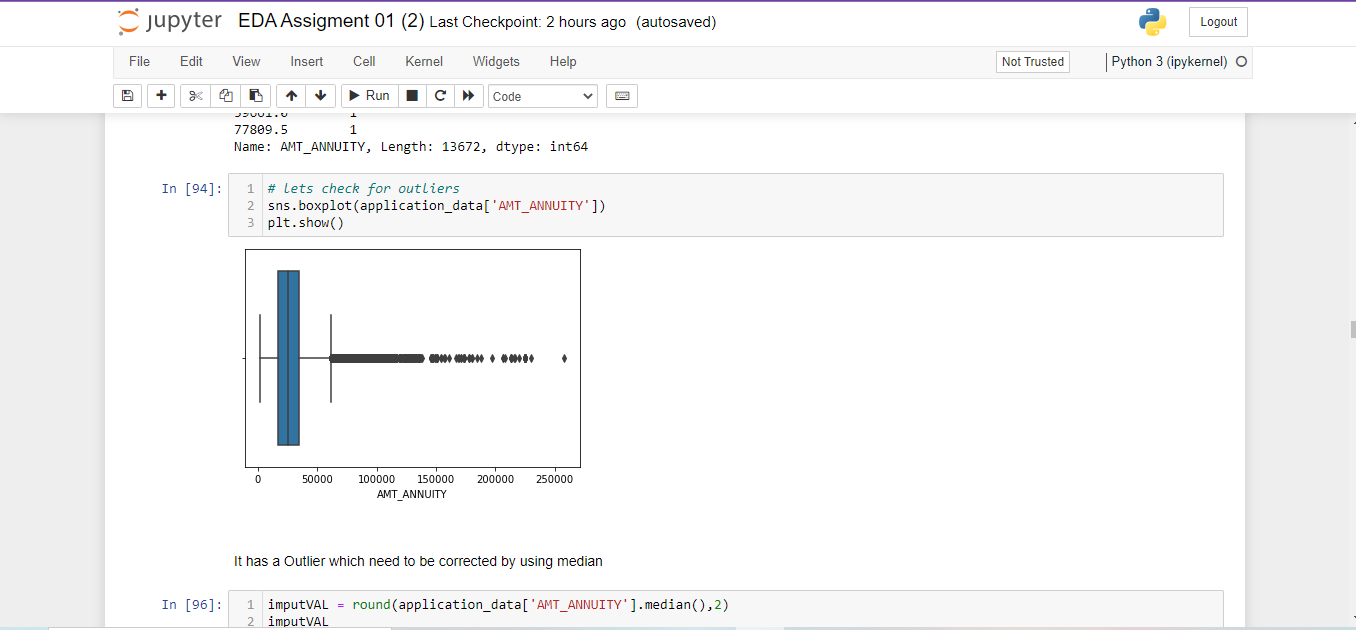 jupyter EDA Assigment 01 (2) Last Checkpoint: 2 hours ago (autosaved) Logout
File Edit View Insert Cell Kernel Widgets Help Not Trusted Python 3 (ipykernel)
Run Code
77809.5 1
Name: AMT_ANNUITY, Length: 13672, dtype: int64
In [94]:
1 # lets check for outliers
2 sns.boxplot(application_data['AMT_ANNUITY'])
3 plt.show()
0 50000 100000 150000 200000 250000
AMT_ANNUITY
It has a Outlier which need to be corrected by using median
In [96]:
1 imputVAL = round(application_data['AMT_ANNUITY'].median(),2)
2 imputVAL